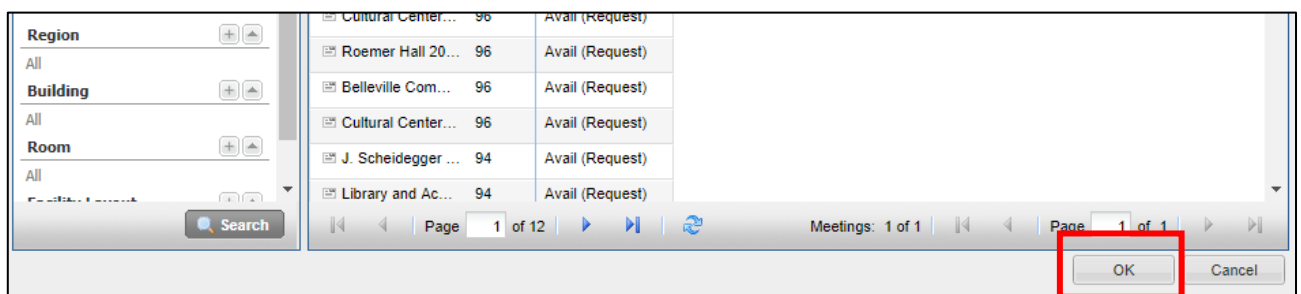 Cultural Center... 96 Avail (Request)
Region
Roemer Hall 20... 96 Avail (Request)
All
Building
Belleville Com... 96 Avail (Request)
All
Cultural Center... 96 Avail (Request)
Room
J. Scheidegger ... 94 Avail (Request)
All
Facility Layout
Library and Ac... 94 Avail (Request)
Search
Page 1 of 12
Meetings: 1 of 1
Page 1 of 1
OK Cancel